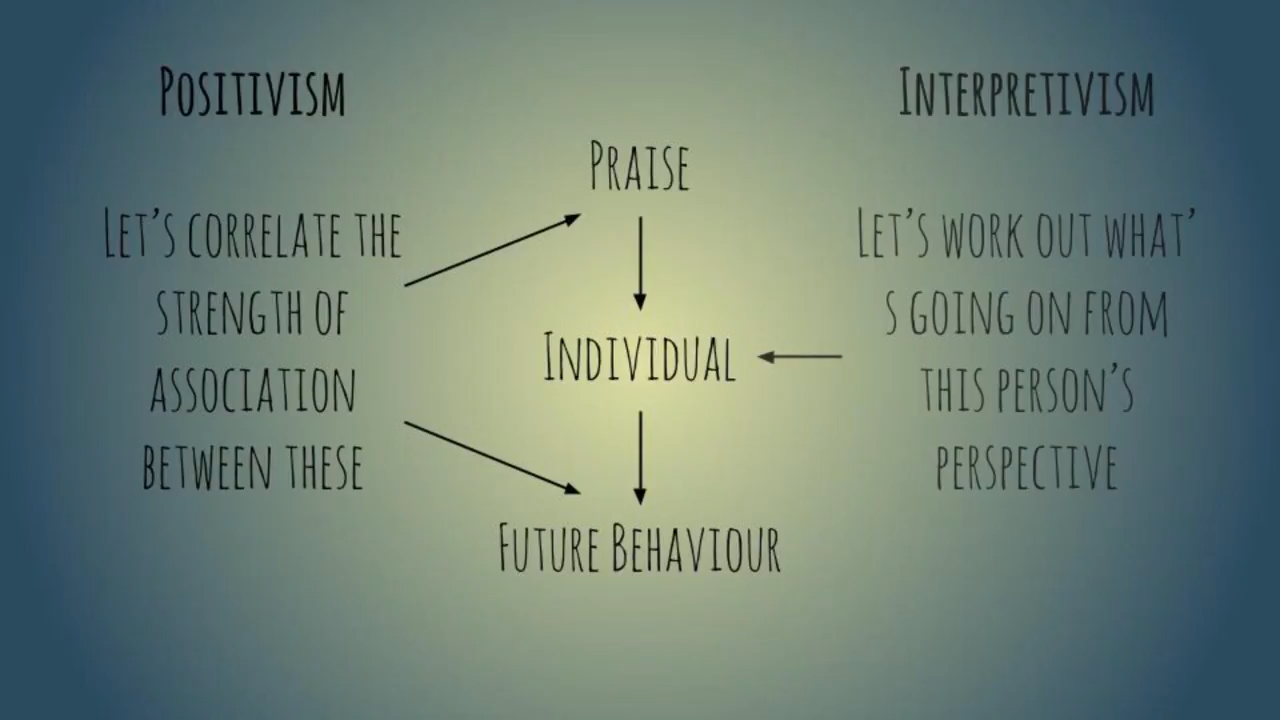 POSITIVISM
LET'S CORRELATE THE
STRENGTH OF
ASSOCIATION
BETWEEN THESE
PRAISE
INDIVIDUAL
FUTURE BEHAVIOUR
INTERPRETIVISM
LET'S WORK OUT WHAT'
S GOING ON FROM
THIS PERSON'S
PERSPECTIVE